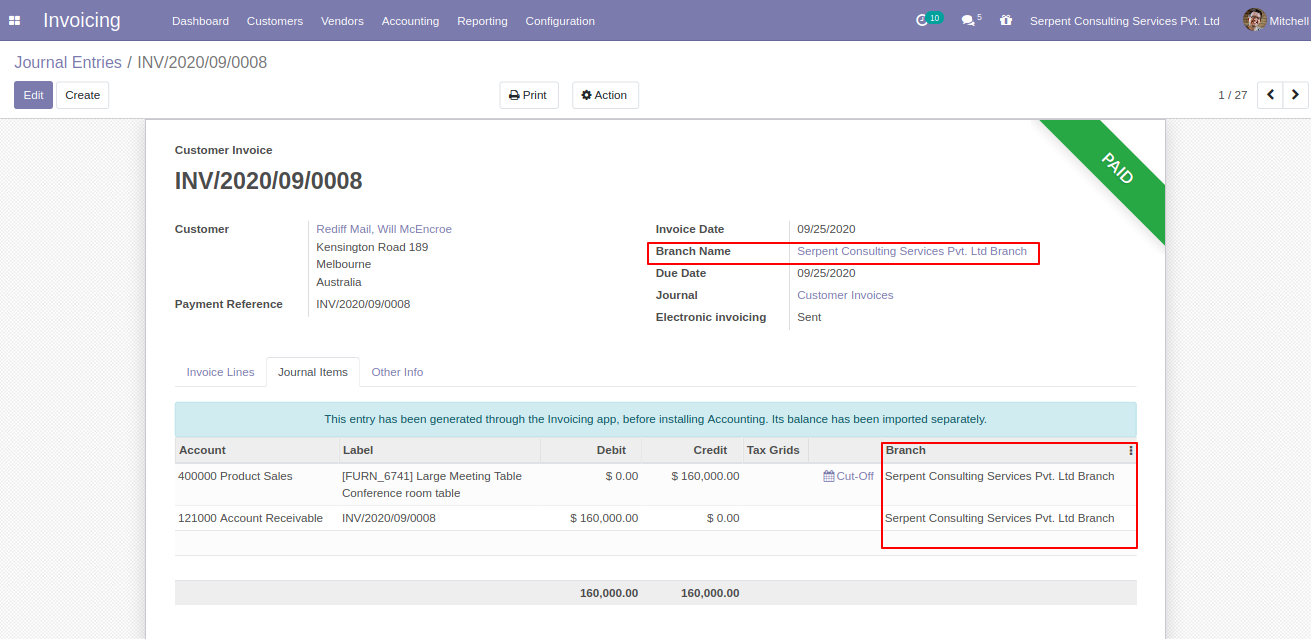 Invoicing Dashboard Customers Vendors Accounting Reporting Configuration 10 5 Serpent Consulting Services Pvt. Ltd Mitchell
Journal Entries / INV/2020/09/0008
Edit Create Print Action 1 / 27
PAID
Customer Invoice
INV/2020/09/0008
Customer Rediff Mail, Will McEncroe
Kensington Road 189
Melbourne
Australia
Payment Reference INV/2020/09/0008
Invoice Date 09/25/2020
Branch Name Serpent Consulting Services Pvt. Ltd Branch
Due Date 09/25/2020
Journal Customer Invoices
Electronic invoicing Sent
Invoice Lines Journal Items Other Info
This entry has been generated through the Invoicing app, before installing Accounting. Its balance has been imported separately.
Account Label Debit Credit Tax Grids Branch
400000 Product Sales [FURN_6741] Large Meeting Table $ 0.00 $ 160,000.00 Cut-Off Serpent Consulting Services Pvt. Ltd Branch
Conference room table
121000 Account Receivable INV/2020/09/0008 $ 160,000.00 $ 0.00 Serpent Consulting Services Pvt. Ltd Branch
160,000.00 160,000.00